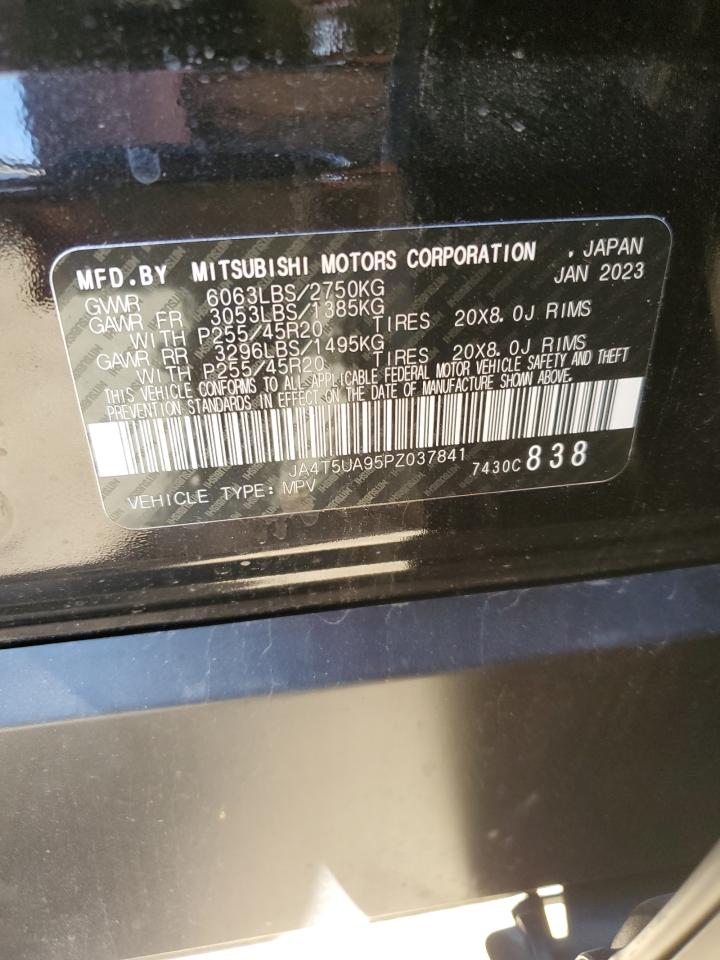 MFD.BY MITSUBISHI MOTORS CORPORATION , JAPAN
JAN 2023
GVWR 6063LBS/2750KG
GAWR FR 3053LBS/1385KG
WITH P255/45R20 TIRES 20X8.0J RIMS
GAWR RR 3296LBS/1495KG
WITH P255/45R20 TIRES 20X8.0J RIMS
THIS VEHICLE CONFORMS TO ALL APPLICABLE FEDERAL MOTOR VEHICLE SAFETY AND THEFT
PREVENTION STANDARDS IN EFFECT ON THE DATE OF MANUFACTURE SHOWN ABOVE.
JA4T5UA95PZ037841 7430C838
VEHICLE TYPE: MPV